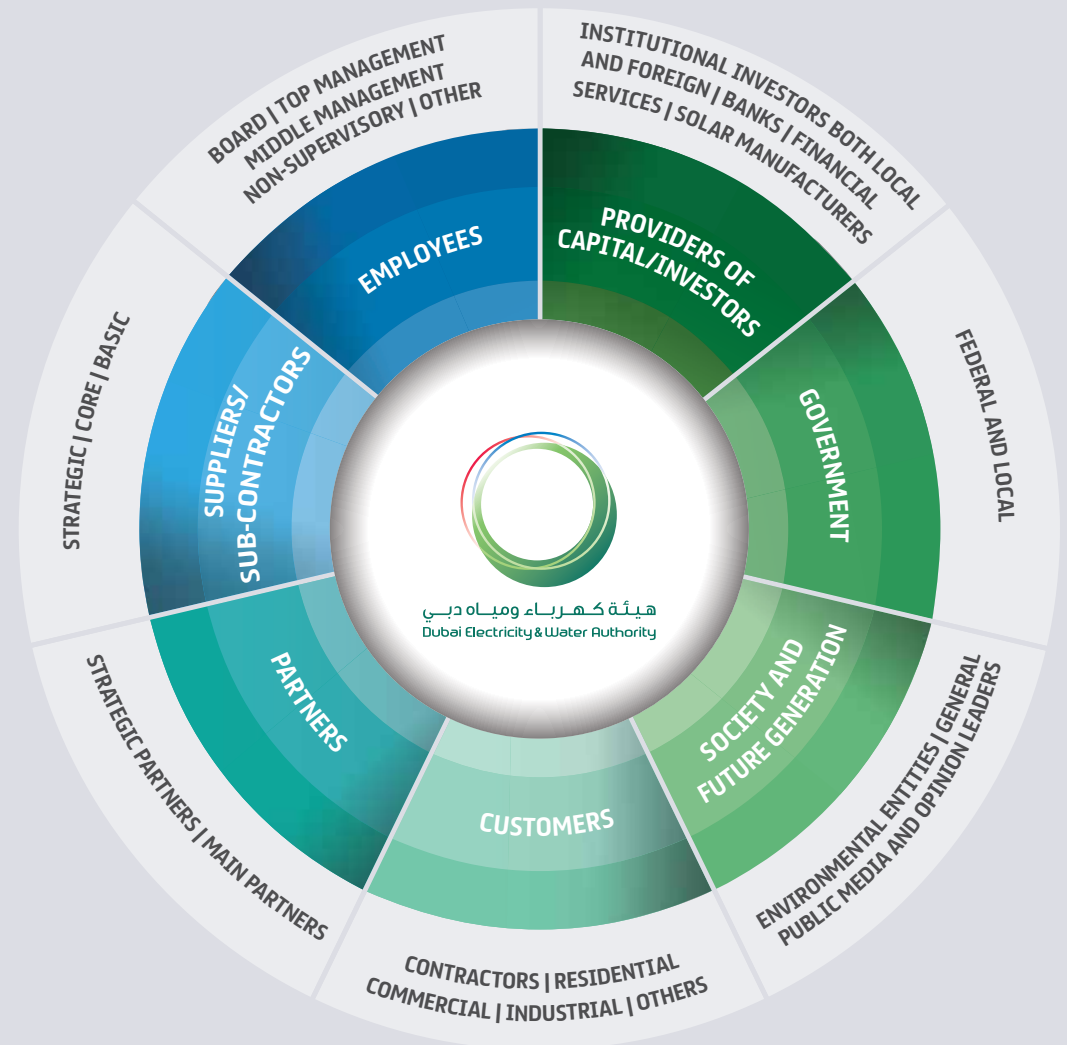 BOARD | TOP MANAGEMENT
MIDDLE MANAGEMENT
NON-SUPERVISORY | OTHER
EMPLOYEES
INSTITUTIONAL INVESTORS BOTH LOCAL
AND FOREIGN | BANKS | FINANCIAL
SERVICES | SOLAR MANUFACTURERS
PROVIDERS OF
CAPITAL/INVESTORS
FEDERAL AND LOCAL
GOVERNMENT
ENVIRONMENTAL ENTITIES | GENERAL
PUBLIC MEDIA AND OPINION LEADERS
SOCIETY AND
FUTURE GENERATION
CUSTOMERS
CONTRACTORS | RESIDENTIAL
COMMERCIAL | INDUSTRIAL | OTHERS
PARTNERS
STRATEGIC PARTNERS | MAIN PARTNERS
SUPPLIERS/
SUB-CONTRACTORS
STRATEGIC | CORE | BASIC
هيئة كهرباء ومياه دبي
Dubai Electricity & Water Authority